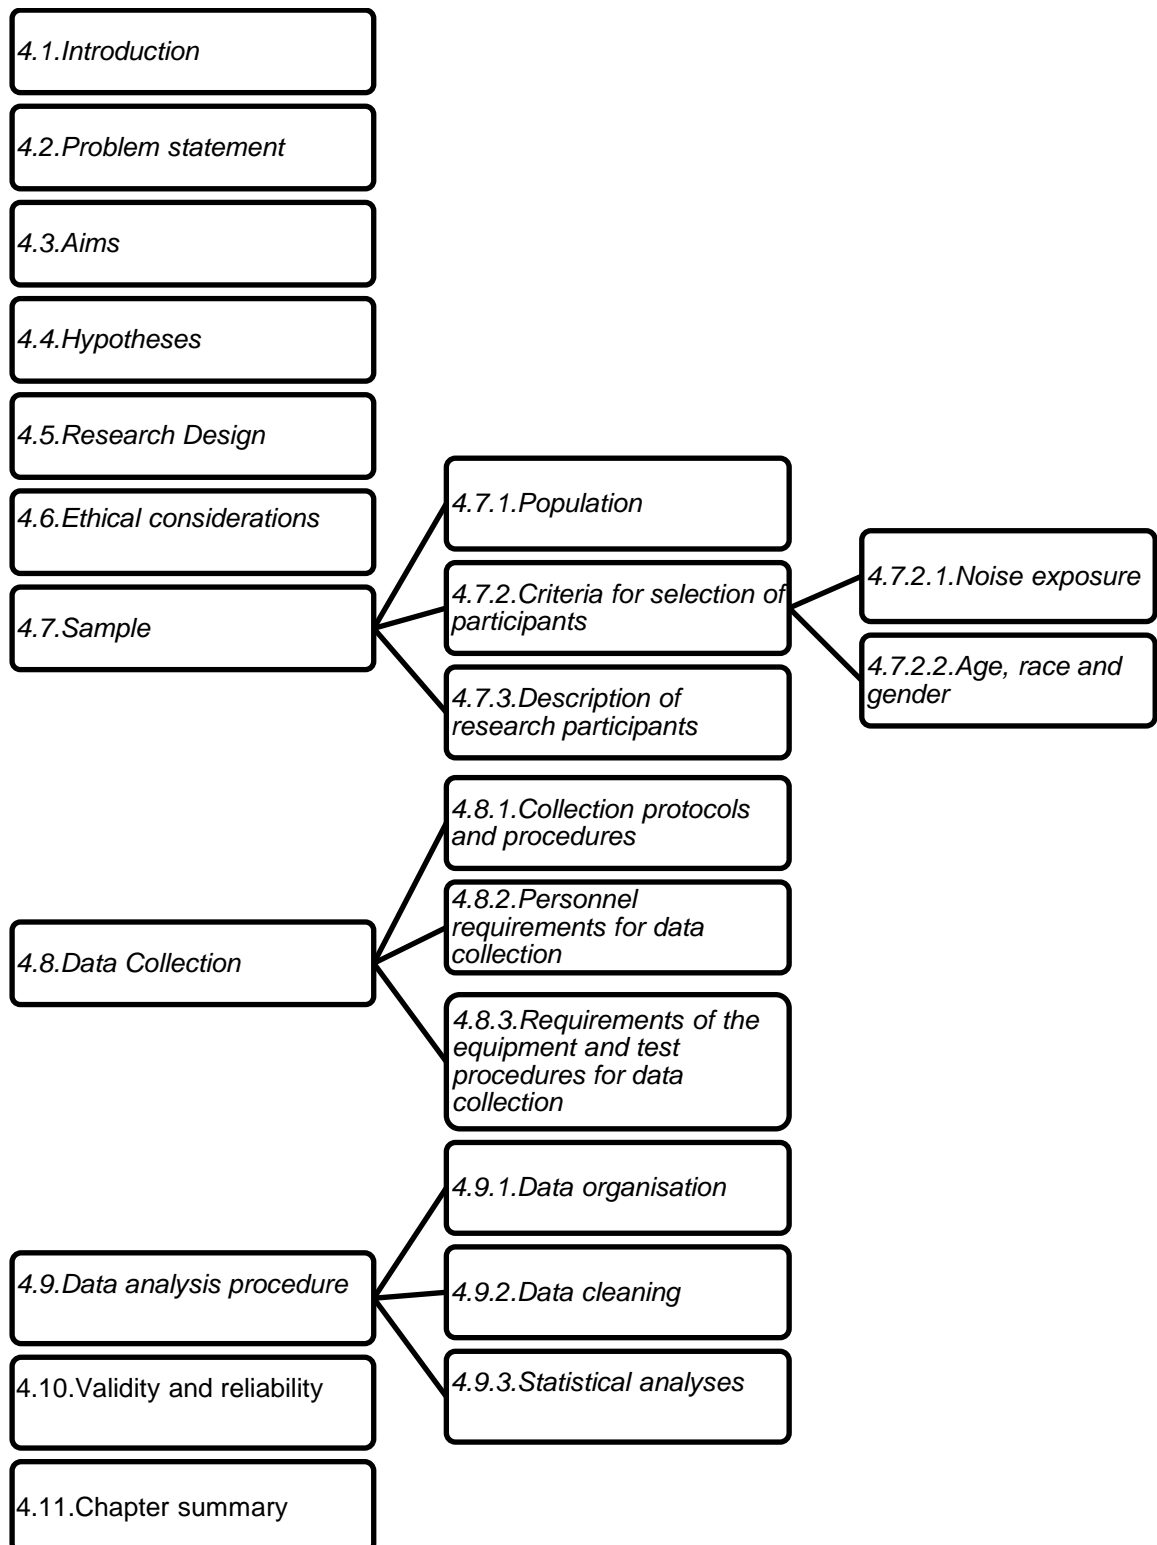 4.1.Introduction
4.2.Problem statement
4.3.Aims
4.4.Hypotheses
4.5.Research Design
4.6.Ethical considerations
4.7.Sample
4.7.1.Population
4.7.2.Criteria for selection of
participants
4.7.2.1.Noise exposure
4.7.2.2.Age, race and
gender
4.7.3.Description of
research participants
4.8.Data Collection
4.8.1.Collection protocols
and procedures
4.8.2.Personnel
requirements for data
collection
4.8.3.Requirements of the
equipment and test
procedures for data
collection
4.9.Data analysis procedure
4.9.1.Data organisation
4.9.2.Data cleaning
4.9.3.Statistical analyses
4.10.Validity and reliability
4.11.Chapter summary